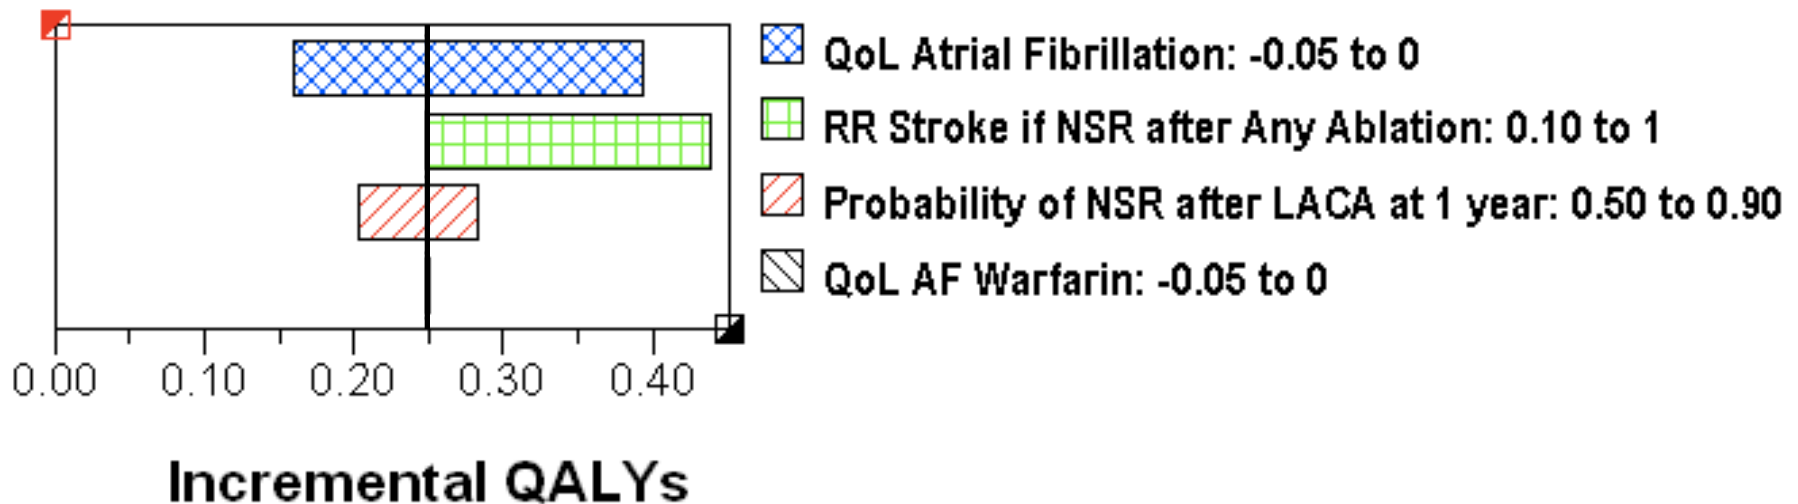 QoL Atrial Fibrillation: -0.05 to 0
RR Stroke if NSR after Any Ablation: 0.10 to 1
Probability of NSR after LACA at 1 year: 0.50 to 0.90
QoL AF Warfarin: -0.05 to 0
0.00 0.10 0.20 0.30 0.40
Incremental QALYs